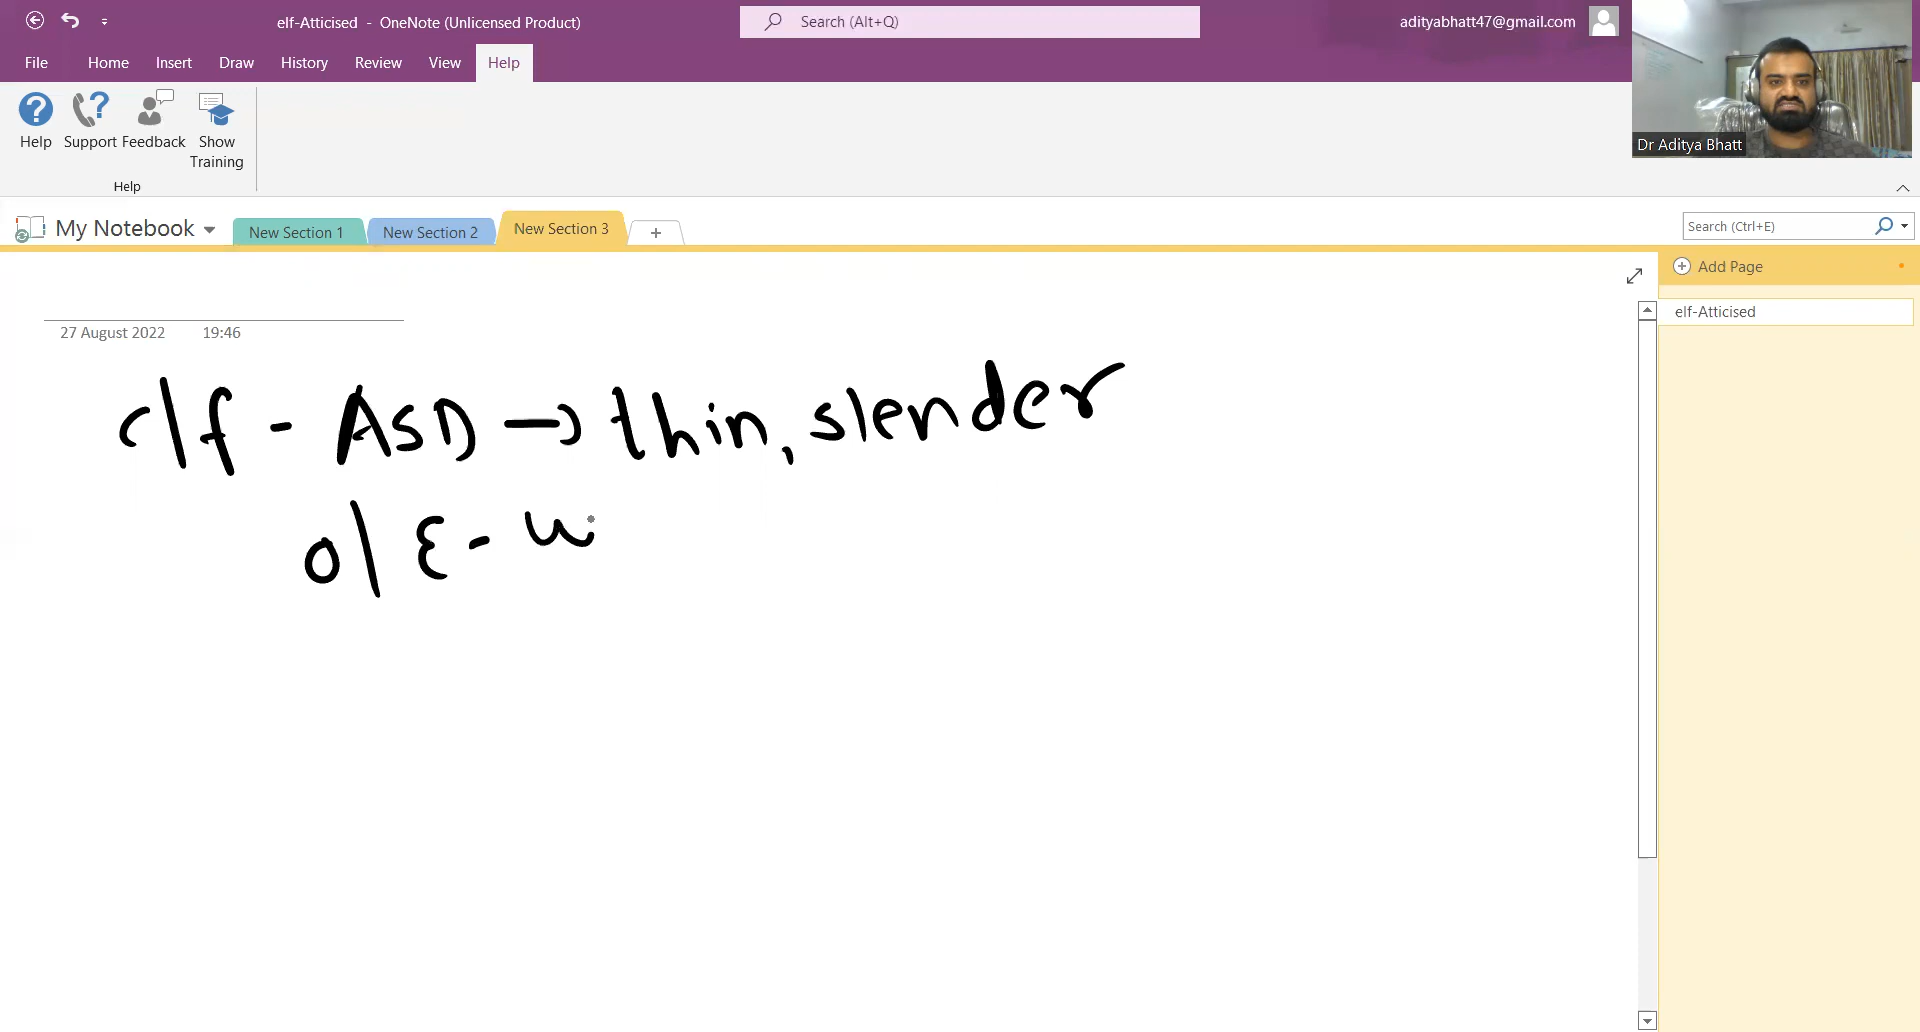 elf-Atticised - OneNote (Unlicensed Product)
Search (Alt+Q)
adityabhatt47@gmail.com
File Home Insert Draw History Review View Help
Help Support Feedback Show Training
Help
Dr Aditya Bhatt
My Notebook New Section 1 New Section 2 New Section 3 +
Search (Ctrl+E)
Add Page
elf-Atticised
27 August 2022 19:46
c/f - ASD → thin, slender
O/E -